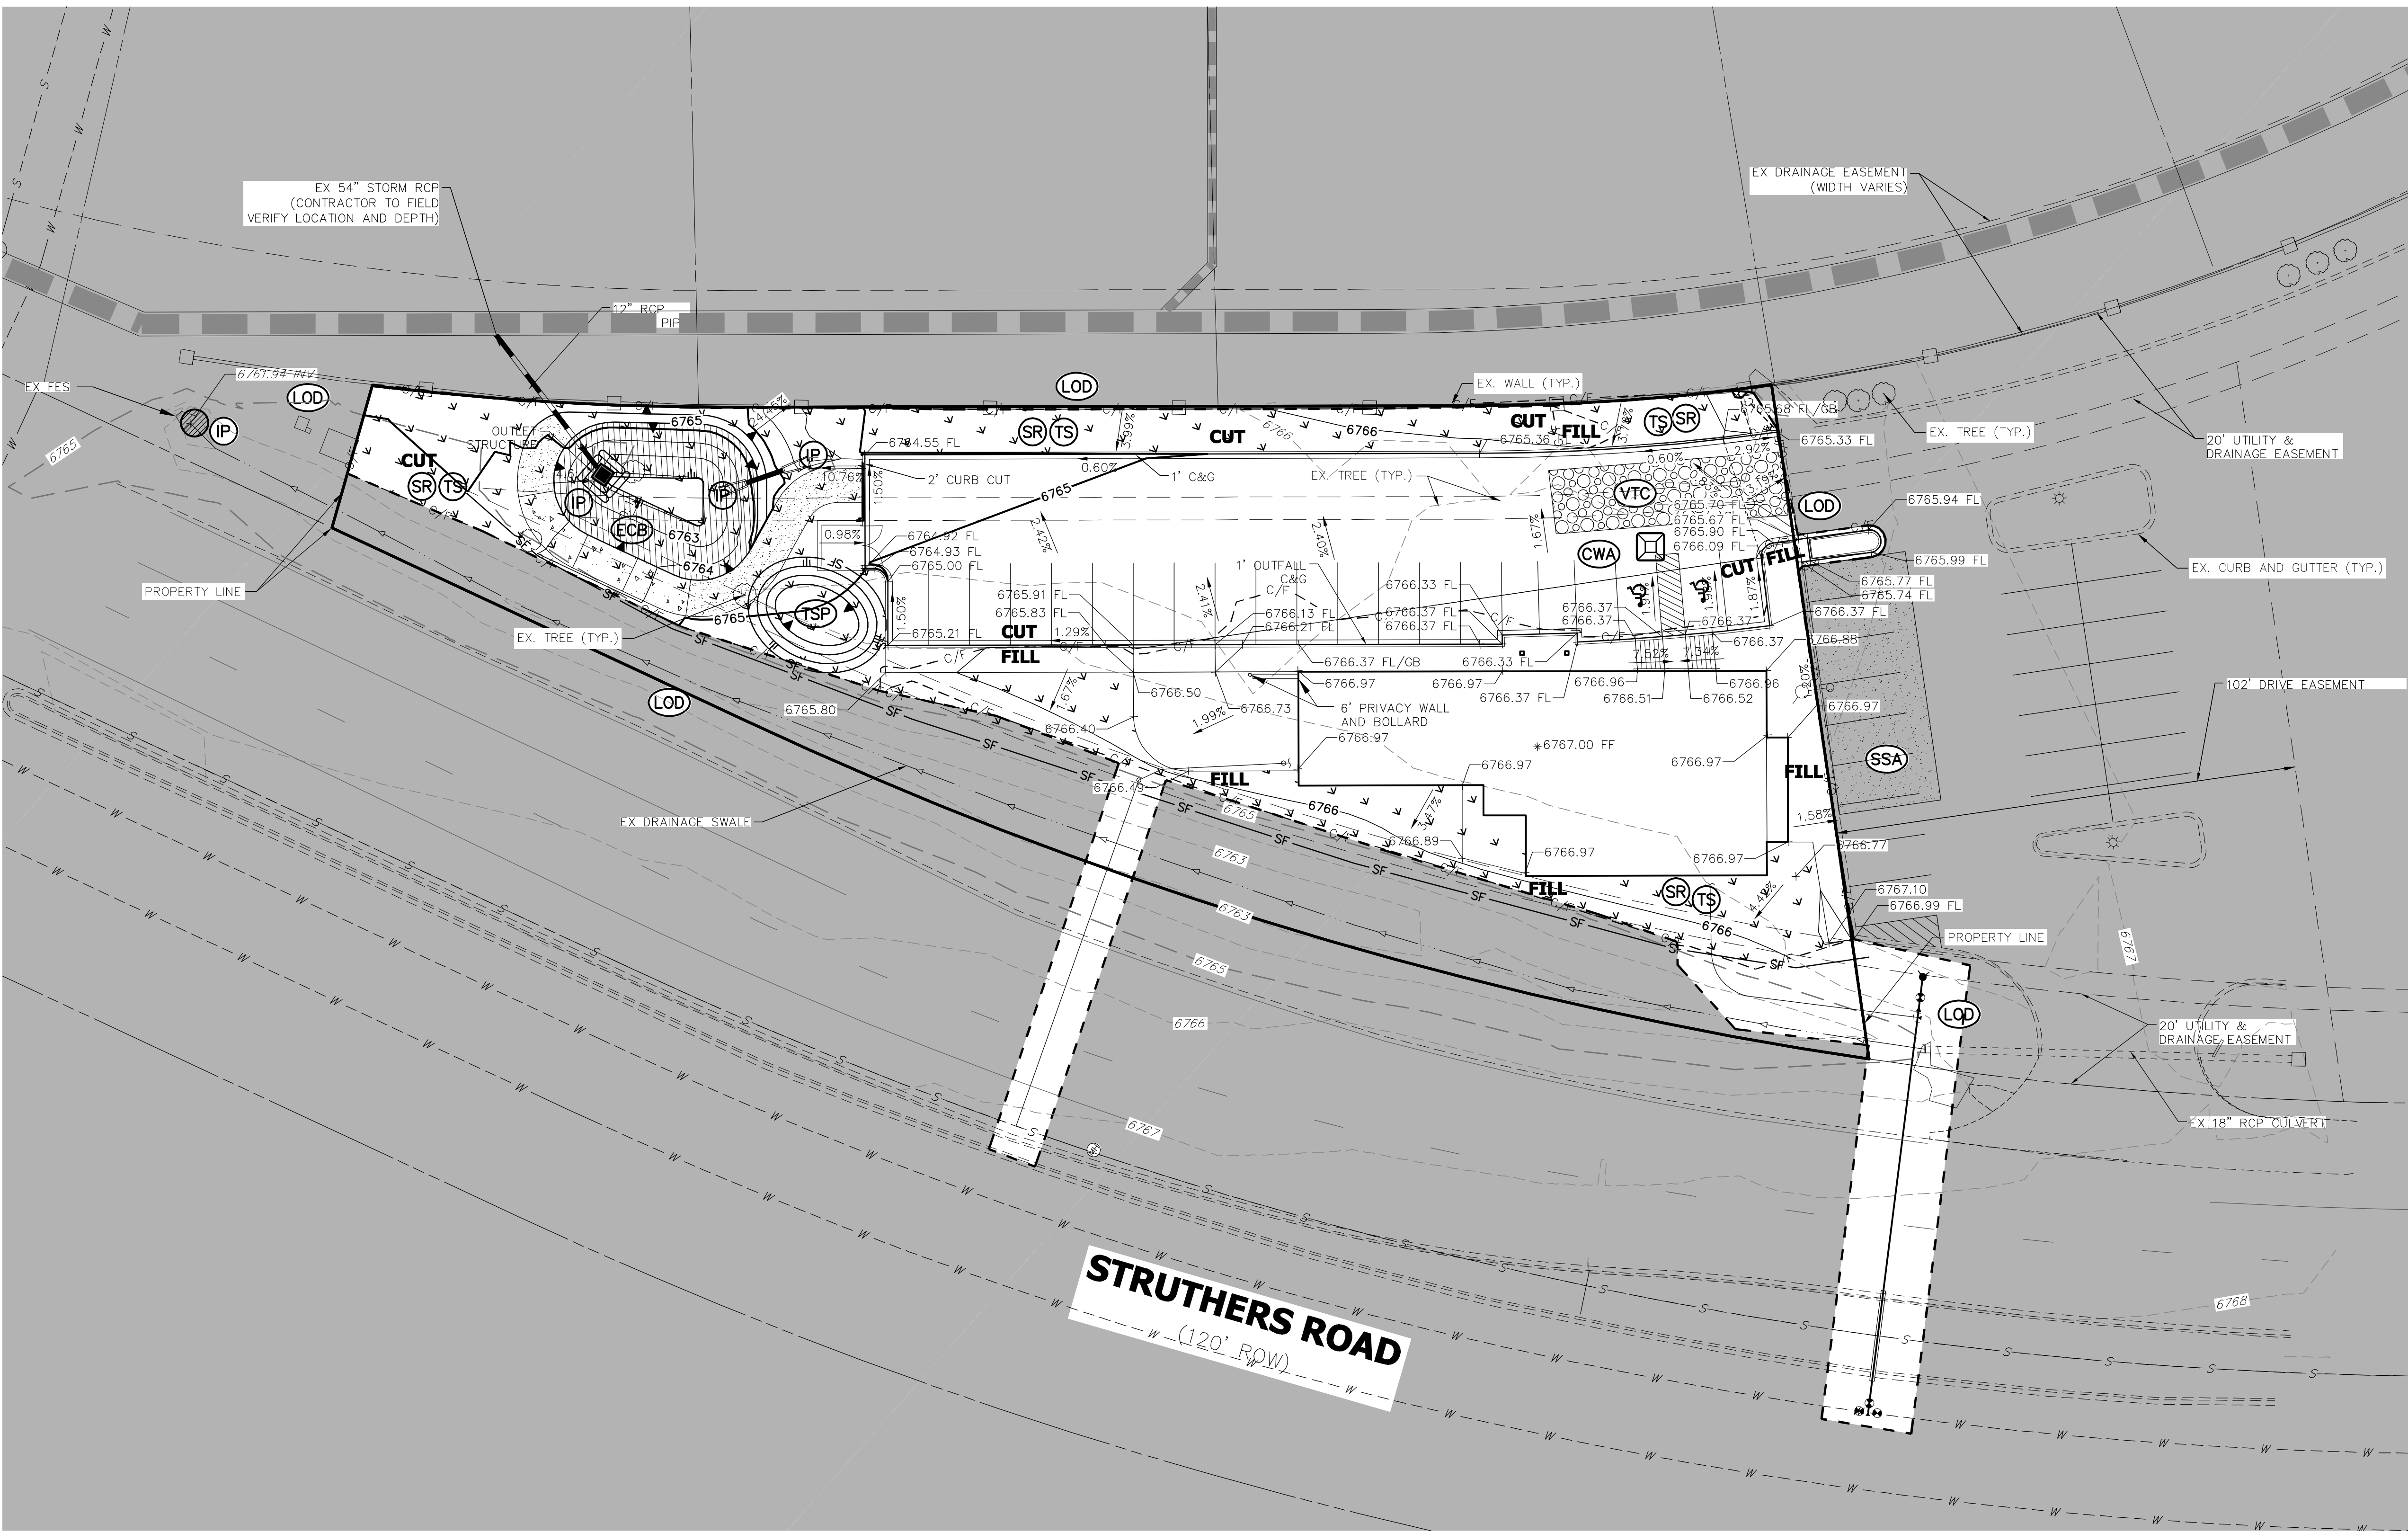 EX 54" STORM RCP
(CONTRACTOR TO FIELD
VERIFY LOCATION AND DEPTH)
12" RCP
PIP
EX DRAINAGE EASEMENT
(WIDTH VARIES)
20' UTILITY &
DRAINAGE EASEMENT
EX FES
6761.94 INV
IP
LOD
LOD
EX. WALL (TYP.)
EX. TREE (TYP.)
6765
OUTLET
STRUCTURE
CUT
SR
TS
IP
ECB
IP
IP
6765
6763
6764
6765
10.76%
1.50%
0.98%
2' CURB CUT
SR
TS
3.99%
CUT
0.60%
1' C&G
6765
6766
6766
CUT
FILL
6765.36 FL
TS
SR
6765.33 FL
2.92%
0.60%
EX. TREE (TYP.)
VTC
6765.70 FL
6765.67 FL
6765.90 FL
6766.09 FL
LOD
6765.94 FL
6765.99 FL
6765.77 FL
6765.74 FL
6766.37 FL
EX. CURB AND GUTTER (TYP.)
PROPERTY LINE
EX. TREE (TYP.)
TSP
6764.92 FL
6764.93 FL
6765.00 FL
1.50%
6765.21 FL
6765.80
2.42%
2.40%
1.67%
CWA
CUT
FILL
1.87%
1' OUTFALL
C&G
C/F
6765.91 FL
6765.83 FL
2.41%
6766.13 FL
6766.21 FL
6766.33 FL
6766.37 FL
6766.37 FL
6766.37
6766.37
6766.37
6766.37
6766.88
CUT
1.29%
FILL
C/F
6766.37 FL/GB
6766.33 FL
7.52%
7.34%
6766.97
6766.97
6766.37 FL
6766.96
6766.51
6766.52
6766.96
6766.97
6766.50
6766.73
1.67%
1.99%
6' PRIVACY WALL
AND BOLLARD
6766.40
6766.97
6767.00 FF
6766.97
6766.97
FILL
SSA
102' DRIVE EASEMENT
LOD
SF
EX DRAINAGE SWALE
6766.49
FILL
6765
6766
3.47%
6766.89
6766.97
6766.97
1.58%
6766.77
6763
6763
FILL
SR
TS
4.42%
6766
6767.10
6766.99 FL
PROPERTY LINE
6767
6765
6766
6767
LOD
20' UTILITY &
DRAINAGE EASEMENT
EX 18" RCP CULVERT
STRUTHERS ROAD
(120' ROW)
6768